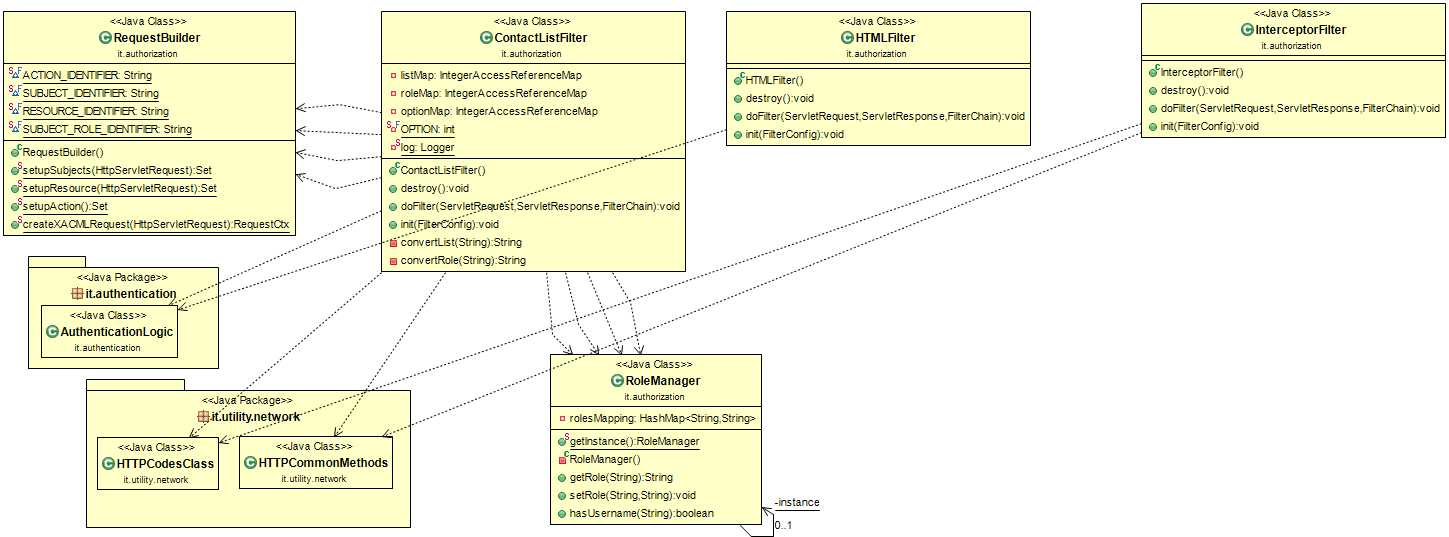 <<Java Class>>
RequestBuilder
it.authorization
ACTION_IDENTIFIER: String
SUBJECT_IDENTIFIER: String
RESOURCE_IDENTIFIER: String
SUBJECT_ROLE_IDENTIFIER: String
RequestBuilder()
setupSubjects(HttpServletRequest):Set
setupResource(HttpServletRequest):Set
setupAction():Set
createXACMLRequest(HttpServletRequest):RequestCtx
<<Java Class>>
ContactListFilter
it.authorization
listMap: IntegerAccessReferenceMap
roleMap: IntegerAccessReferenceMap
optionMap: IntegerAccessReferenceMap
OPTION: int
log: Logger
ContactListFilter()
destroy():void
doFilter(ServletRequest,ServletResponse,FilterChain):void
init(FilterConfig):void
convertList(String):String
convertRole(String):String
<<Java Class>>
HTMLFilter
it.authorization
HTMLFilter()
destroy():void
doFilter(ServletRequest,ServletResponse,FilterChain):void
init(FilterConfig):void
<<Java Class>>
InterceptorFilter
it.authorization
InterceptorFilter()
destroy():void
doFilter(ServletRequest,ServletResponse,FilterChain):void
init(FilterConfig):void
<<Java Package>>
it.authentication
<<Java Class>>
AuthenticationLogic
it.authentication
<<Java Package>>
it.utility.network
<<Java Class>>
HTTPCodesClass
it.utility.network
<<Java Class>>
HTTPCommonMethods
it.utility.network
<<Java Class>>
RoleManager
it.authorization
rolesMapping: HashMap<String,String>
getInstance():RoleManager
RoleManager()
getRole(String):String
setRole(String,String):void
hasUsername(String):boolean
-instance
0..1